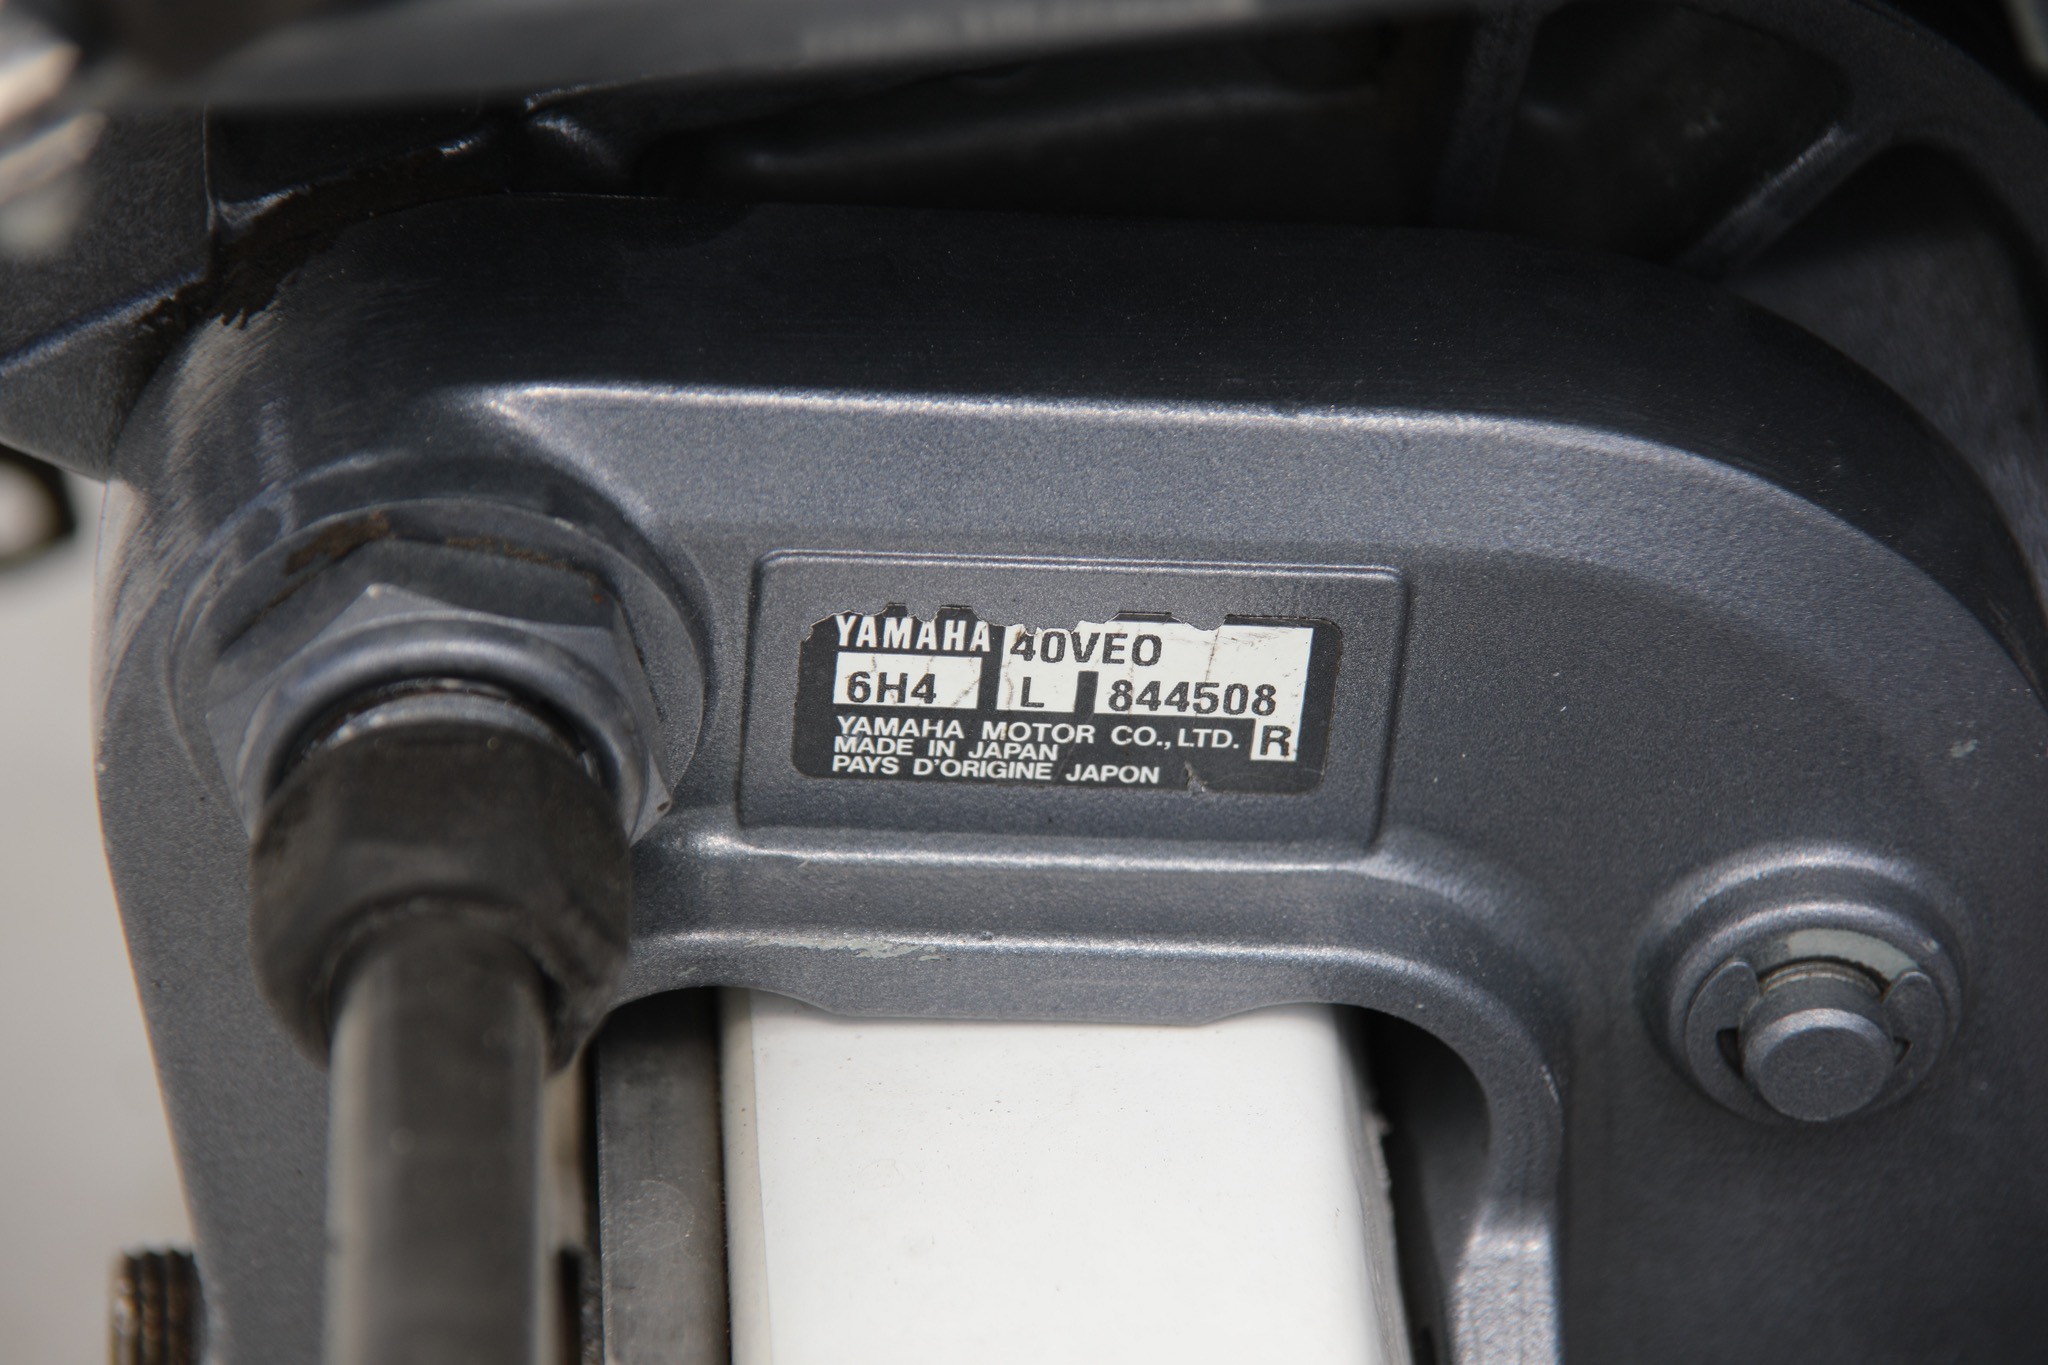 YAMAHA 40VEO
6H4 L 844508
YAMAHA MOTOR CO., LTD. R
MADE IN JAPAN
PAYS D'ORIGINE JAPON